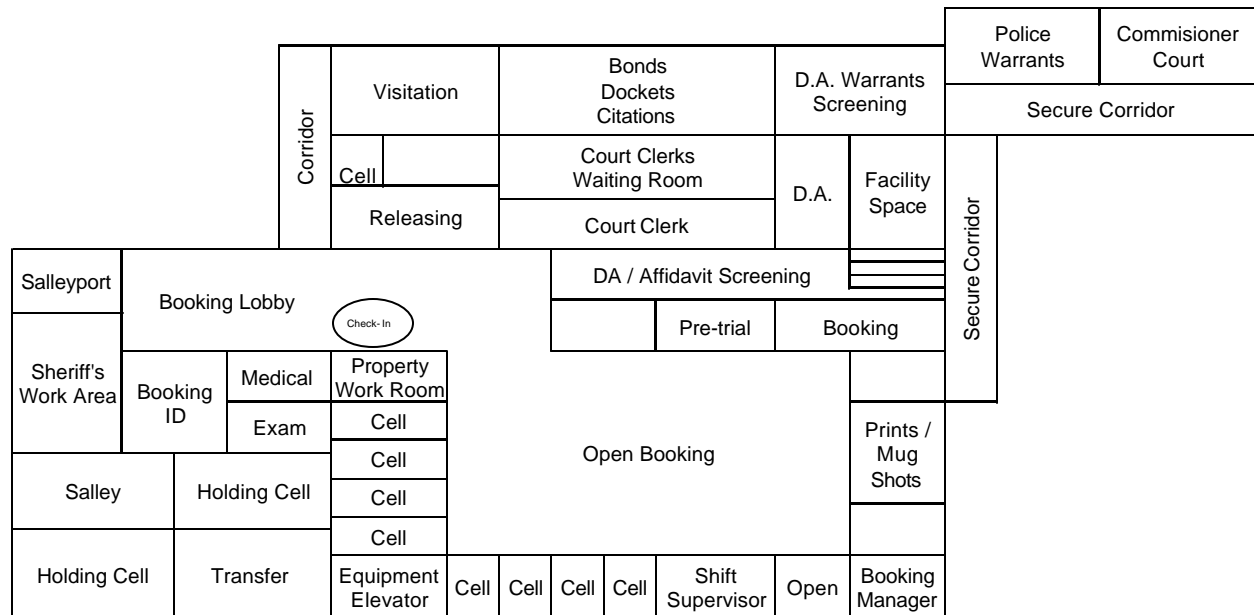 Police
Warrants
Commisioner
Court
Visitation
Bonds
Dockets
Citations
D.A. Warrants
Screening
Secure Corridor
Corridor
Cell
Court Clerks
Waiting Room
D.A.
Facility
Space
Releasing
Court Clerk
Secure Corridor
Salleyport
Booking Lobby
DA / Affidavit Screening
Check-In
Pre-trial
Booking
Sheriff's
Work Area
Booking
ID
Medical
Property
Work Room
Exam
Cell
Cell
Cell
Cell
Open Booking
Prints /
Mug
Shots
Salley
Holding Cell
Holding Cell
Transfer
Equipment
Elevator
Cell
Cell
Cell
Cell
Shift
Supervisor
Open
Booking
Manager